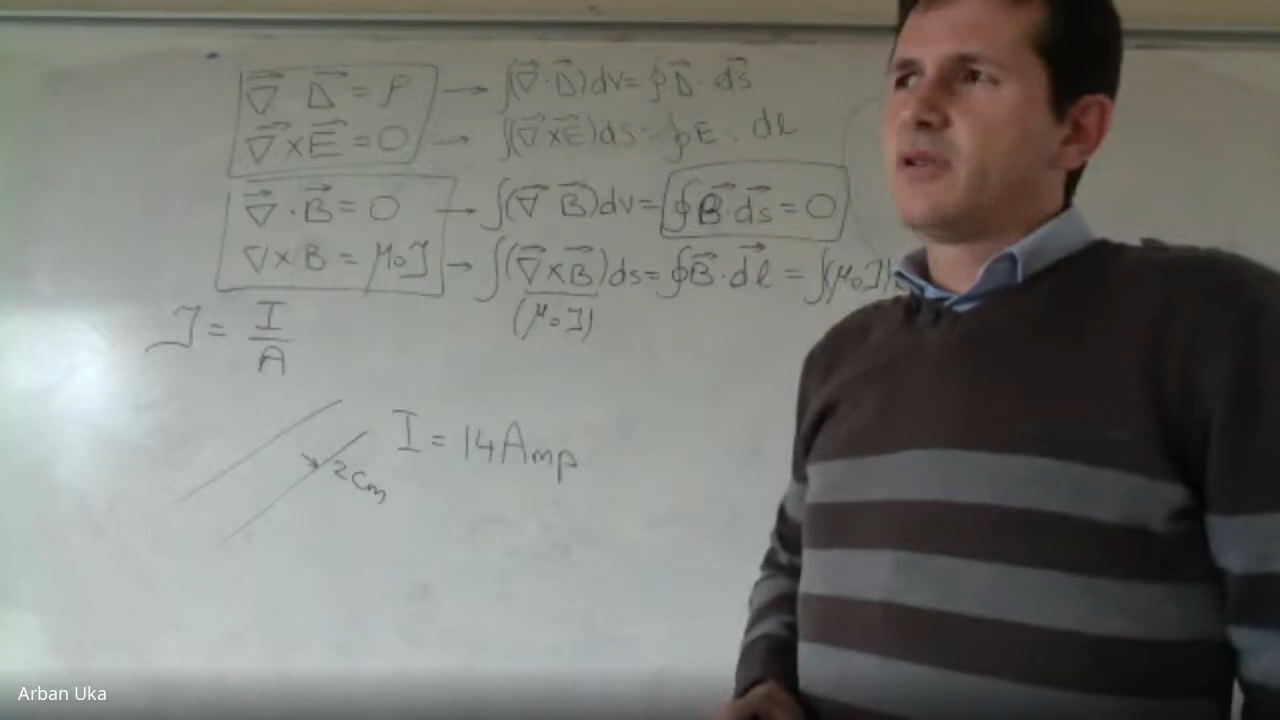 ∇⃗ D⃗ = ρ → ∫(∇⃗·D⃗)dv = ∮D⃗· ds⃗
∇⃗×E⃗ = 0 → ∫(∇⃗×E⃗)ds = ∮E · dl
∇⃗·B⃗ = 0 → ∫(∇⃗ B⃗)dv = ∮B⃗ ds⃗ = 0
∇×B = μ₀J → ∫(∇⃗×B⃗)ds = ∮B⃗·dl⃗ = ∫(μ₀J)
(μ₀J)
J = I/A
I = 14Amp
2cm
Arban Uka